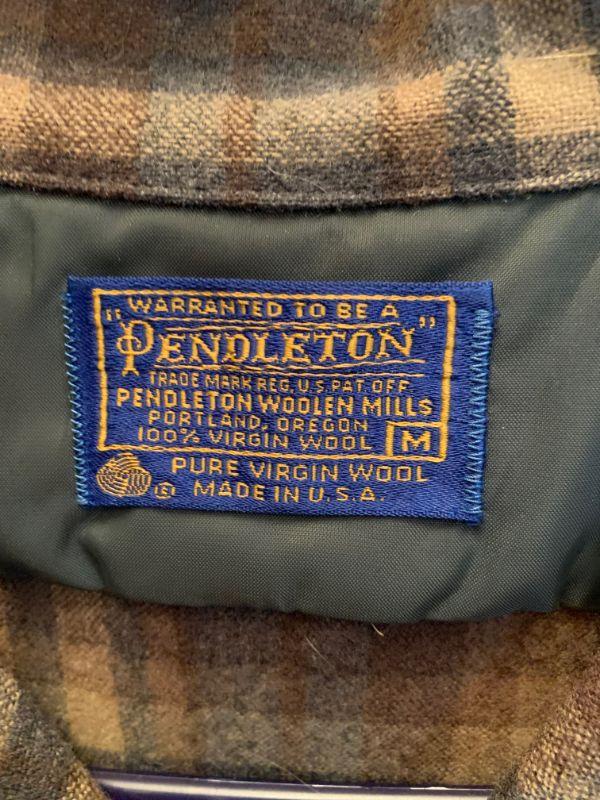 WARRANTED TO BE A
"PENDLETON"
TRADE MARK REG. U.S. PAT. OFF.
PENDLETON WOOLEN MILLS
PORTLAND, OREGON
100% VIRGIN WOOL M
PURE VIRGIN WOOL
MADE IN U.S.A.